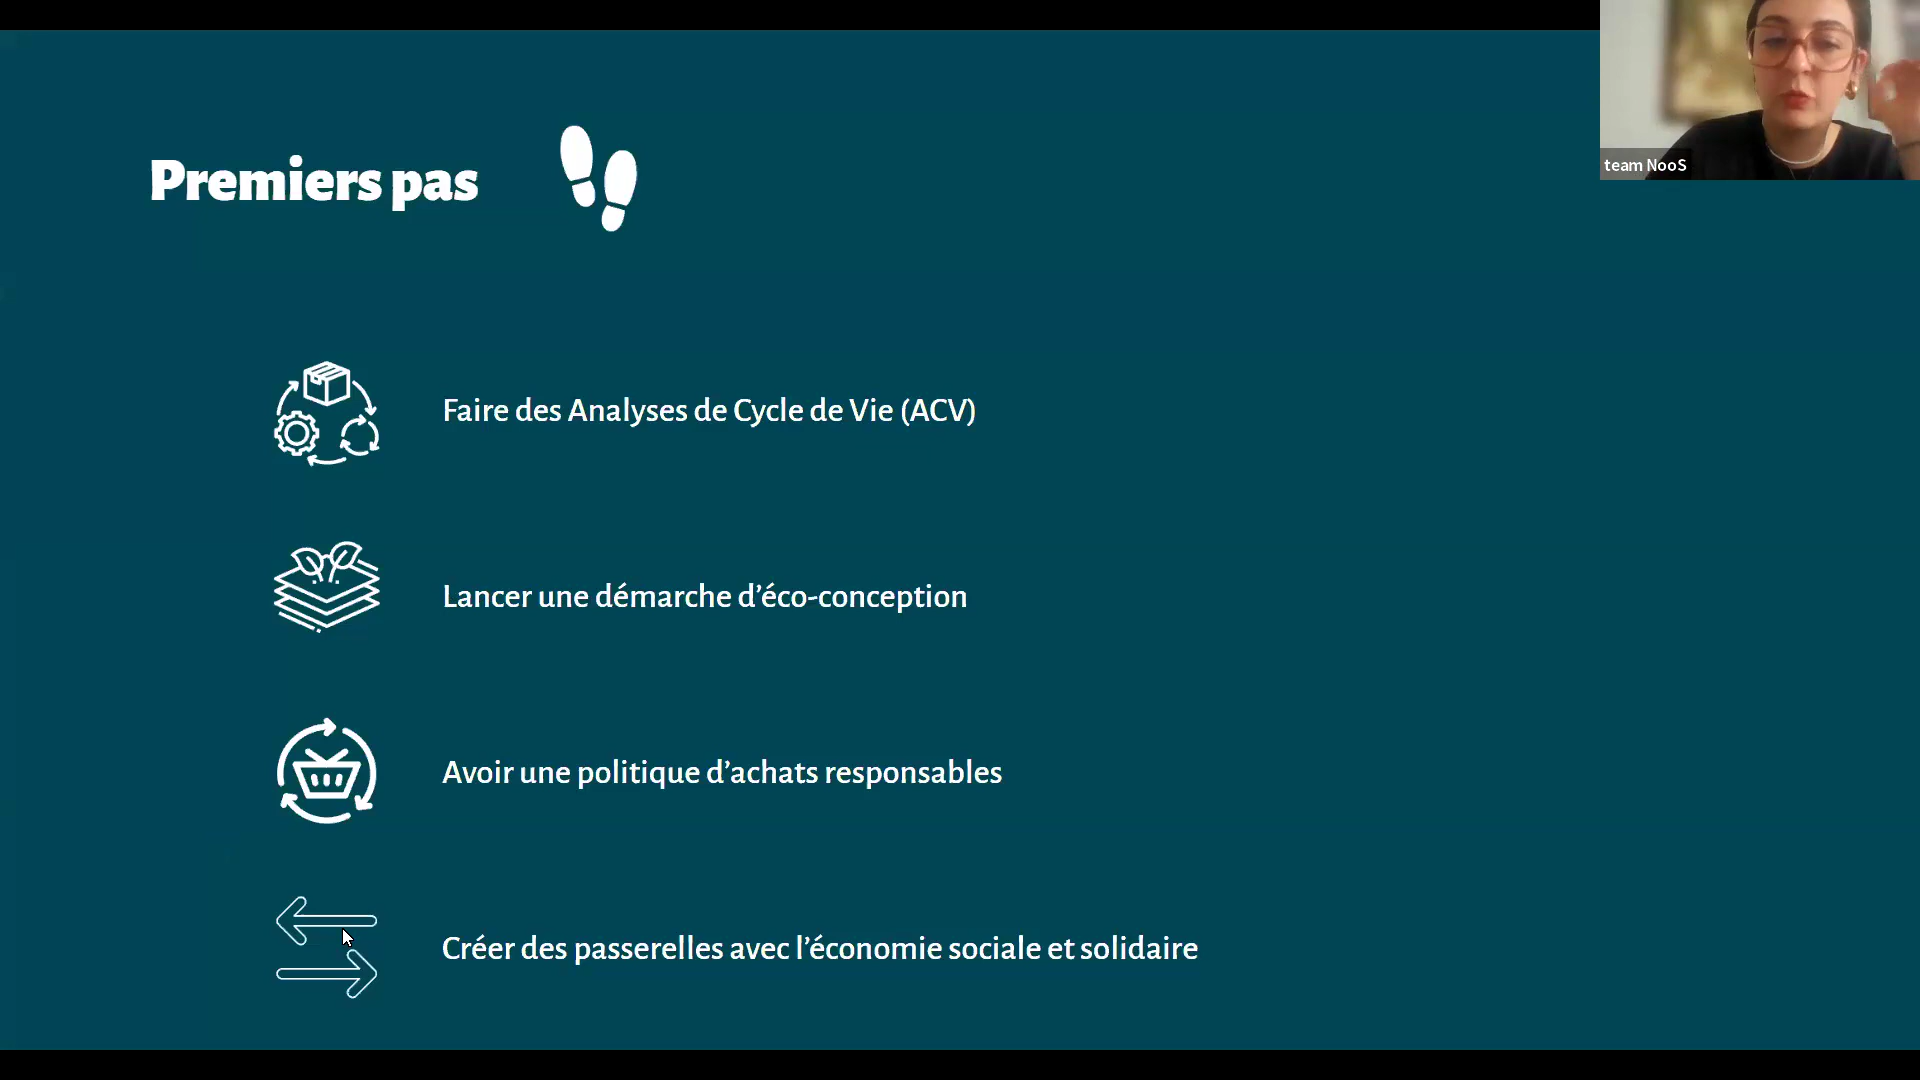 team NooS
Premiers pas
Faire des Analyses de Cycle de Vie (ACV)
Lancer une démarche d’éco-conception
Avoir une politique d’achats responsables
Créer des passerelles avec l’économie sociale et solidaire